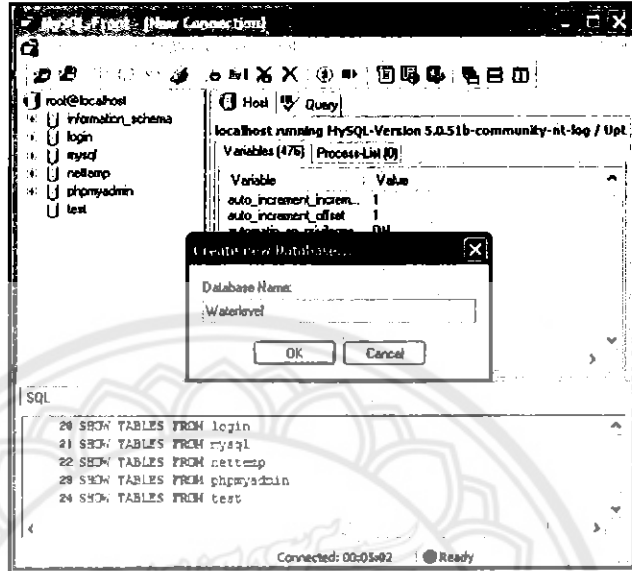 MySQL-Front - [New Connection]
root@localhost
information_schema
login
mysql
nettemp
phpmyadmin
test
Host Query
localhost running MySQL-Version 5.0.51b-community-nt-log / Upt
Variables (476) Process-List (0)
Variable Value
auto_increment_increm... 1
auto_increment_offset 1
ON
Create new Database...
Database Name:
Waterlevel
OK Cancel
SQL
20 SHOW TABLES FROM login
21 SHOW TABLES FROM mysql
22 SHOW TABLES FROM nettemp
23 SHOW TABLES FROM phpmyadmin
24 SHOW TABLES FROM test
Connected: 00:05:02 Ready